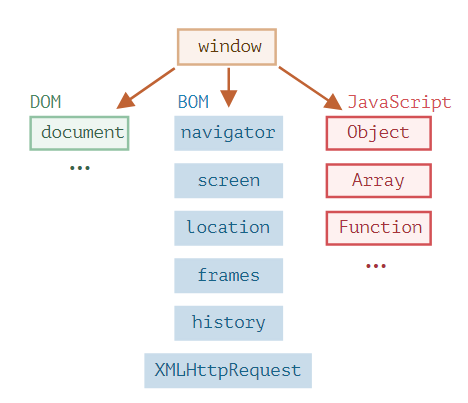 window
DOM
document
...
BOM
navigator
screen
location
frames
history
XMLHttpRequest
JavaScript
Object
Array
Function
...